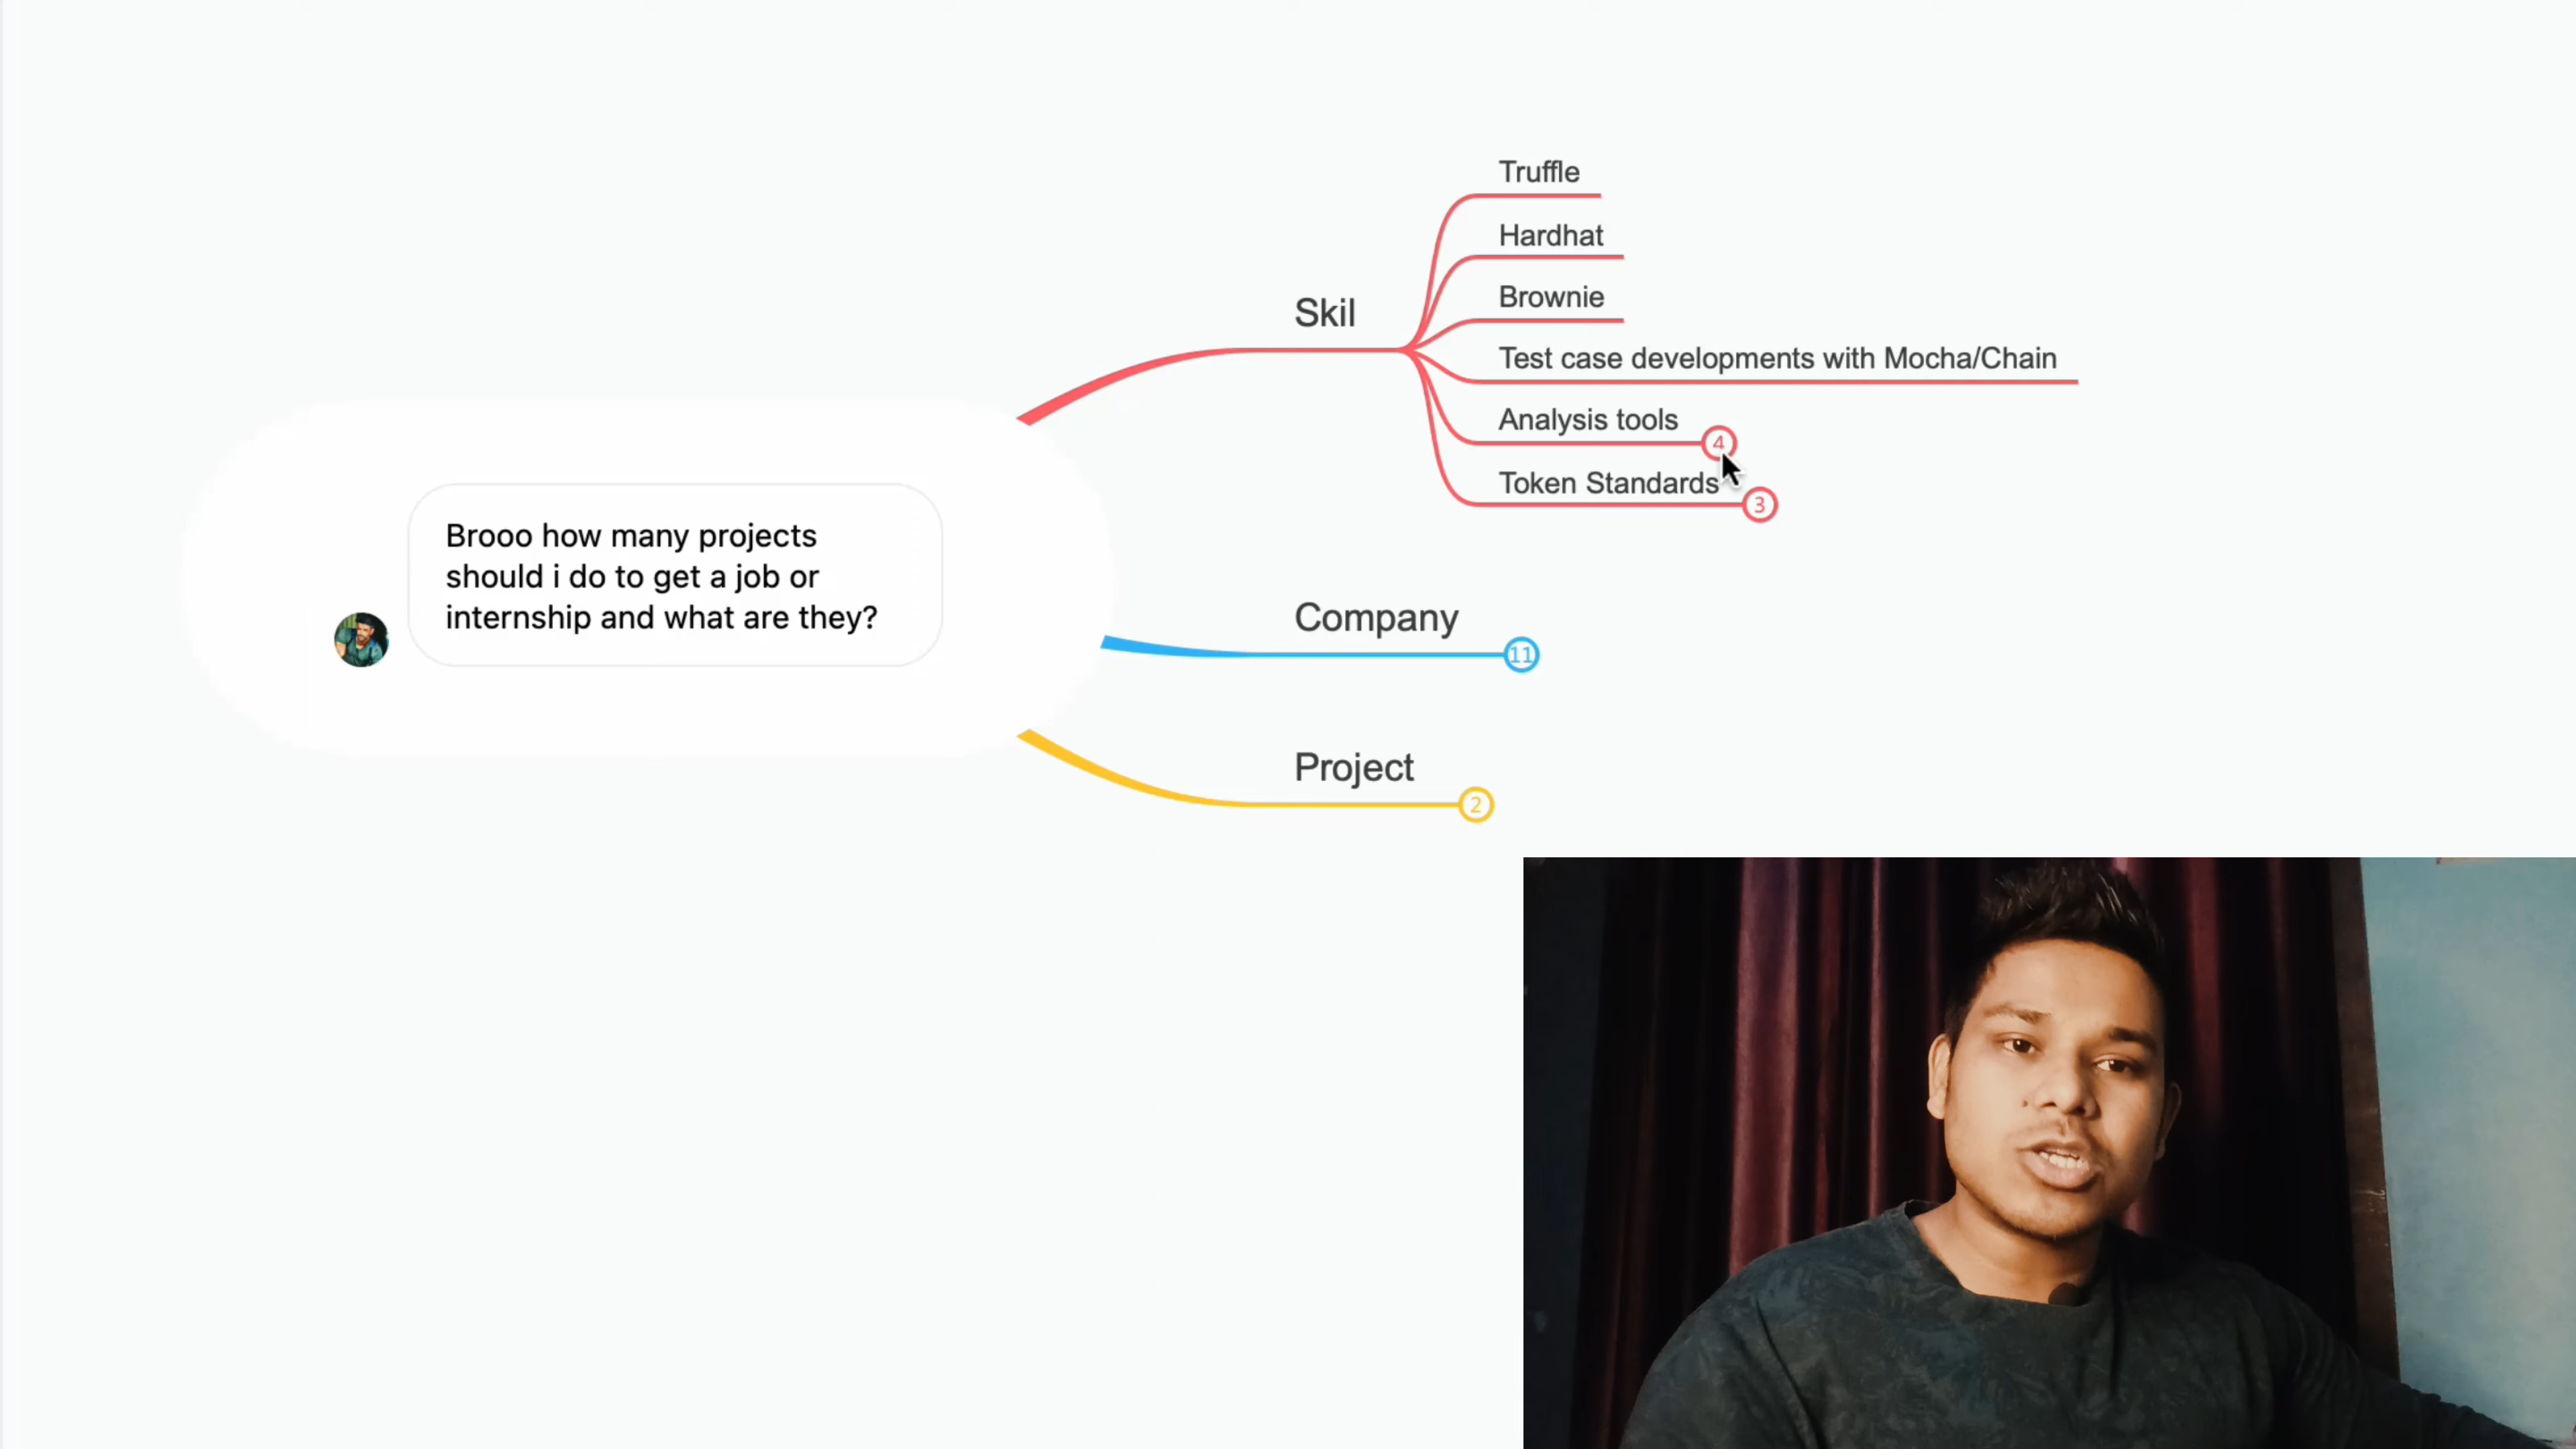 Truffle
Hardhat
Brownie
Skil
Test case developments with Mocha/Chain
Analysis tools
4
Token Standards
3
Brooo how many projects
should i do to get a job or
internship and what are they?
Company
11
Project
2